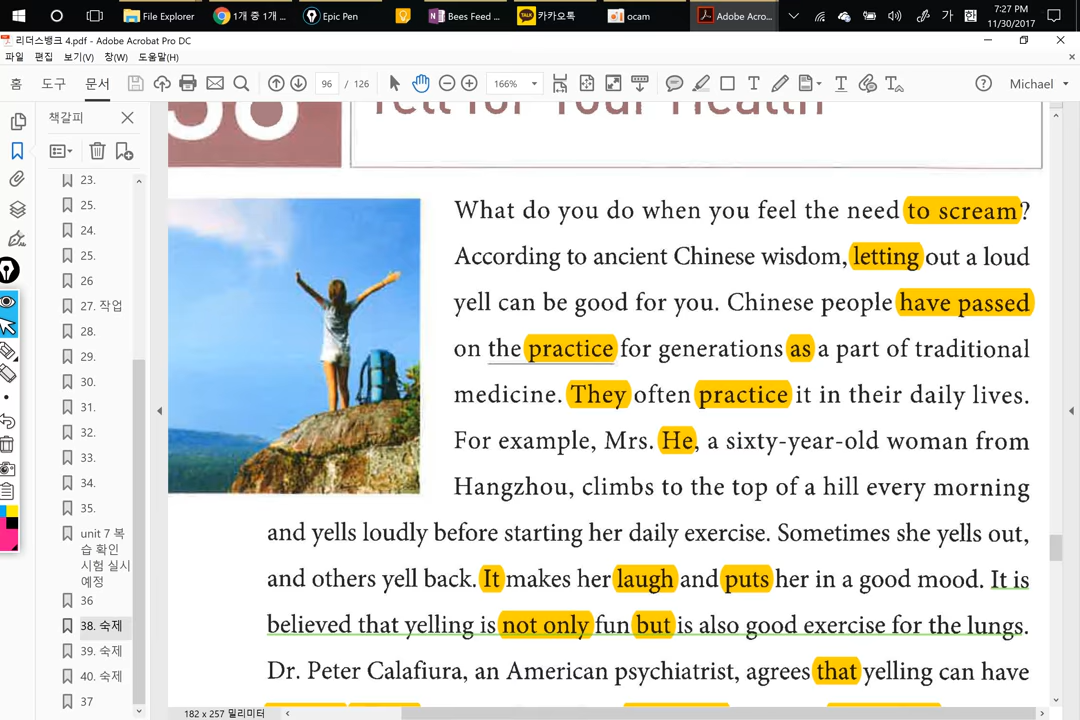 File Explorer
1개 중 1개 ...
Epic Pen
Bees Feed ...
카카오톡
ocam
Adobe Acro...
가
한
7:27 PM
11/30/2017
리더스뱅크 4.pdf - Adobe Acrobat Pro DC
파일 편집 보기(V) 창(W) 도움말(H)
홈 도구 문서
96 / 126
166%
Michael
책갈피
23.
25.
24.
25.
26
27. 작업
28.
29.
30.
31.
32.
33.
34.
35.
unit 7 복
습 확인
시험 실시
예정
36
38. 숙제
39. 숙제
40. 숙제
37
38
Yell for Your Health
What do you do when you feel the need to scream?
According to ancient Chinese wisdom, letting out a loud
yell can be good for you. Chinese people have passed
on the practice for generations as a part of traditional
medicine. They often practice it in their daily lives.
For example, Mrs. He, a sixty-year-old woman from
Hangzhou, climbs to the top of a hill every morning
and yells loudly before starting her daily exercise. Sometimes she yells out,
and others yell back. It makes her laugh and puts her in a good mood. It is
believed that yelling is not only fun but is also good exercise for the lungs.
Dr. Peter Calafiura, an American psychiatrist, agrees that yelling can have
182 x 257 밀리미터